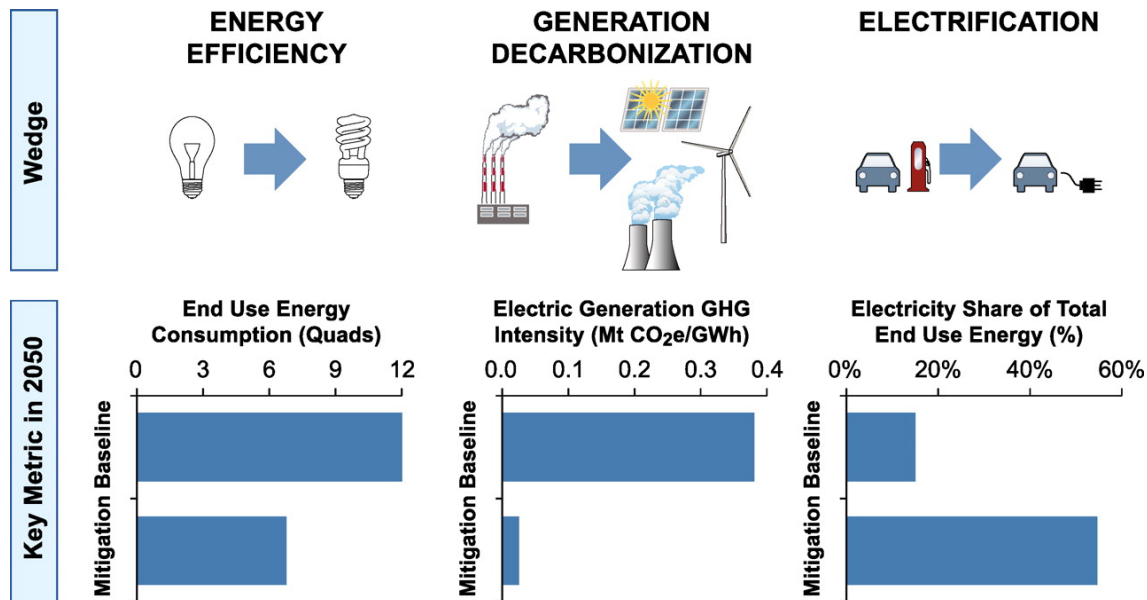 Wedge
ENERGY
EFFICIENCY
GENERATION
DECARBONIZATION
ELECTRIFICATION
Key Metric in 2050
End Use Energy
Consumption (Quads)
0 3 6 9 12
Baseline
Mitigation
Electric Generation GHG
Intensity (Mt CO₂e/GWh)
0.0 0.1 0.2 0.3 0.4
Baseline
Mitigation
Electricity Share of Total
End Use Energy (%)
0% 20% 40% 60%
Baseline
Mitigation